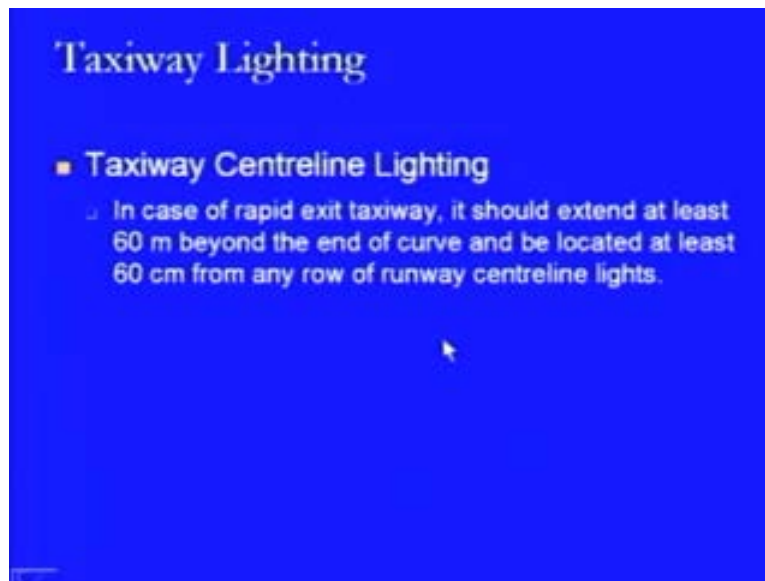 Taxiway Lighting
Taxiway Centreline Lighting
In case of rapid exit taxiway, it should extend at least
60 m beyond the end of curve and be located at least
60 cm from any row of runway centreline lights.